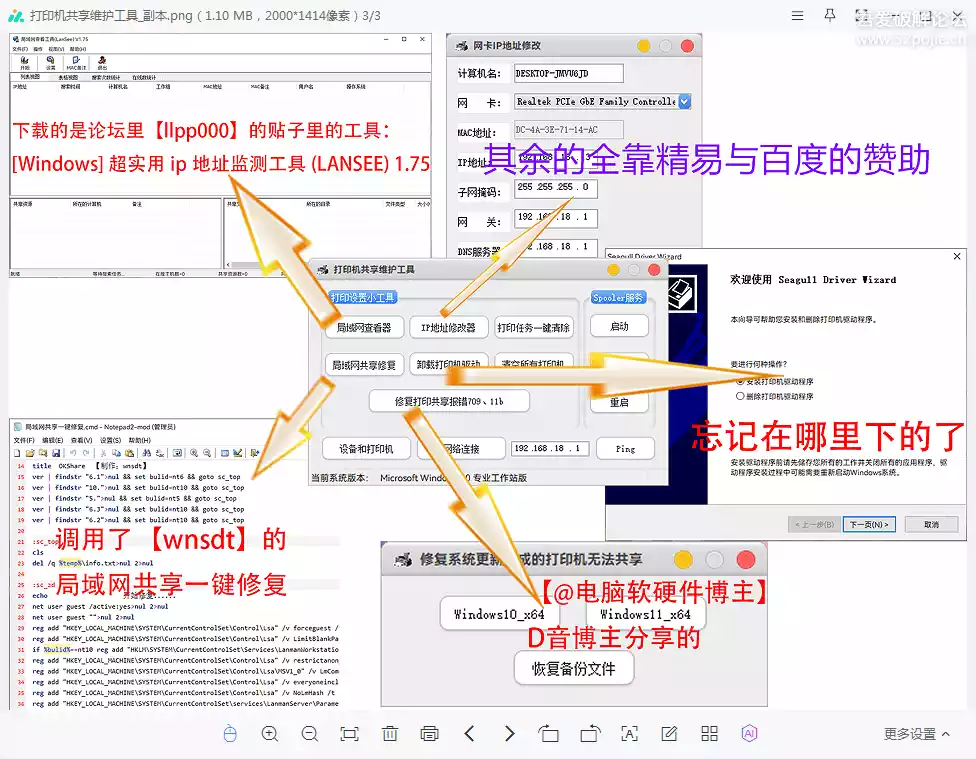 打印机共享维护工具_副本.png（1.10 MB，2000*1414像素）3/3
吾爱破解论坛
www.52pojie.cn
局域网查看工具(LanSee) V1.75
文件(F) 操作 视图(V) 帮助(H)
开始 设置 MAC备注 退出
列表视图 表格视图 搜索次数统计 在线数统计
IP地址 搜索时间 计算机名 工作组 MAC地址 MAC备注 用户名 操作系统
下载的是论坛里【llpp000】的贴子里的工具：
[Windows] 超实用 ip 地址监测工具 (LANSEE) 1.75
共享资源 所在的计算机 备注
所在的目录 文件类型 大小
就绪 等待搜索任务... 在线主机数=0 共享资源数=0
网卡IP地址修改
计算机名： DESKTOP-JMVU6JD
网 卡： Realtek PCIe GbE Family Controlle
MAC地址： DC-4A-3E-71-14-AC
IP地址
其余的全靠精易与百度的赞助
子网掩码： 255 .255 .255 . 0
网 关： 192 .168 .18 . 1
DNS服务器 .168 .18 . 1
打印机共享维护工具
打印设置小工具
Spooler服务
局域网查看器 IP地址修改器 打印任务一键清除 启动
局域网共享修复 卸载打印机驱动 清空所有打印机
修复打印共享报错709、11b 重启
设备和打印机 网络连接 192.168.18 . 1 Ping
当前系统版本： Microsoft Windows 10 专业工作站版
Seagull Driver Wizard
欢迎使用 Seagull Driver Wizard
本向导可帮助您安装和删除打印机驱动程序。
要进行何种操作?
安装打印机驱动程序
删除打印机驱动程序
忘记在哪里下的了
安装驱动程序前请先储存您所有的工作并关闭所有的应用程序。驱
动程序安装过程中可能需要重新启动Windows系统。
< 上一步(B) 下一页(N) > 取消
局域网共享一键修复.cmd - Notepad2-mod (管理员)
文件(F) 编辑(E) 查看(V) 设置(S) 帮助(H)
14 title OKShare 【制作：wnsdt】
15 ver | findstr "6.1">nul && set bulid=nt6 && goto sc_top
16 ver | findstr "10.">nul && set bulid=nt10 && goto sc_top
17 ver | findstr "5.">nul && set bulid=nt5 && goto sc_top
18 ver | findstr "6.3">nul && set bulid=nt10 && goto sc_top
19 ver | findstr "6.2">nul && set bulid=nt10 && goto sc_top
20
21 :sc_top
调用了【wnsdt】的
22 cls
23 del /q %temp%\info.txt>nul 2>nul
24
局域网共享一键修复
25 :sc_zd
26 echo 开始修复......
27 net user guest /active:yes>nul 2>nul
28 net user guest "">nul 2>nul
29 reg add "HKEY_LOCAL_MACHINE\SYSTEM\CurrentControlSet\Control\Lsa" /v forceguest /
30 reg add "HKEY_LOCAL_MACHINE\SYSTEM\CurrentControlSet\Control\Lsa" /v LimitBlankPa
31 if %bulid%==nt10 reg add "HKLM\SYSTEM\CurrentControlSet\Services\LanmanWorkstatio
32 reg add "HKEY_LOCAL_MACHINE\SYSTEM\CurrentControlSet\Control\Lsa" /v restrictanon
33 reg add "HKEY_LOCAL_MACHINE\SYSTEM\CurrentControlSet\Control\Lsa\MSV1_0" /v LmCom
34 reg add "HKEY_LOCAL_MACHINE\SYSTEM\CurrentControlSet\Control\Lsa" /v everyoneincl
35 reg add "HKEY_LOCAL_MACHINE\SYSTEM\CurrentControlSet\Control\Lsa" /v NoLmHash /t
36 reg add "HKEY_LOCAL_MACHINE\SYSTEM\CurrentControlSet\services\LanmanServer\Parame
修复系统更新 成的打印机无法共享
【@电脑软硬件博主】
Windows10_x64 Windows11_x64
D音博主分享的
恢复备份文件
AI
更多设置